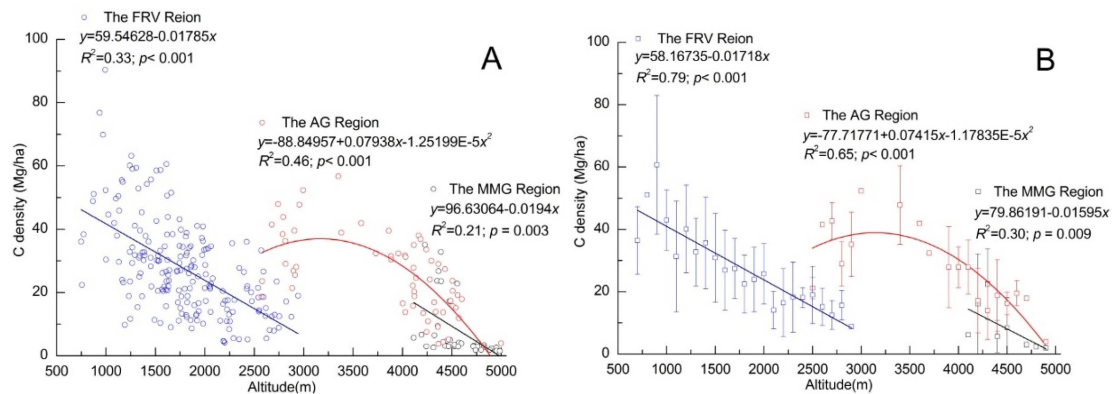 The FRV Reion
y=59.54628-0.01785x
R²=0.33; p< 0.001
A
The AG Region
y=-88.84957+0.07938x-1.25199E-5x²
R²=0.46; p< 0.001
The MMG Region
y=96.63064-0.0194x
R²=0.21; p = 0.003
C density (Mg/ha)
100
80
60
40
20
0
500 1000 1500 2000 2500 3000 3500 4000 4500 5000
Altitude(m)
The FRV Reion
y=58.16735-0.01718x
R²=0.79; p< 0.001
B
The AG Region
y=-77.71771+0.07415x-1.17835E-5x²
R²=0.65; p< 0.001
The MMG Region
y=79.86191-0.01595x
R²=0.30; p = 0.009
C density (Mg/ha)
100
80
60
40
20
0
500 1000 1500 2000 2500 3000 3500 4000 4500 5000
Altitude(m)